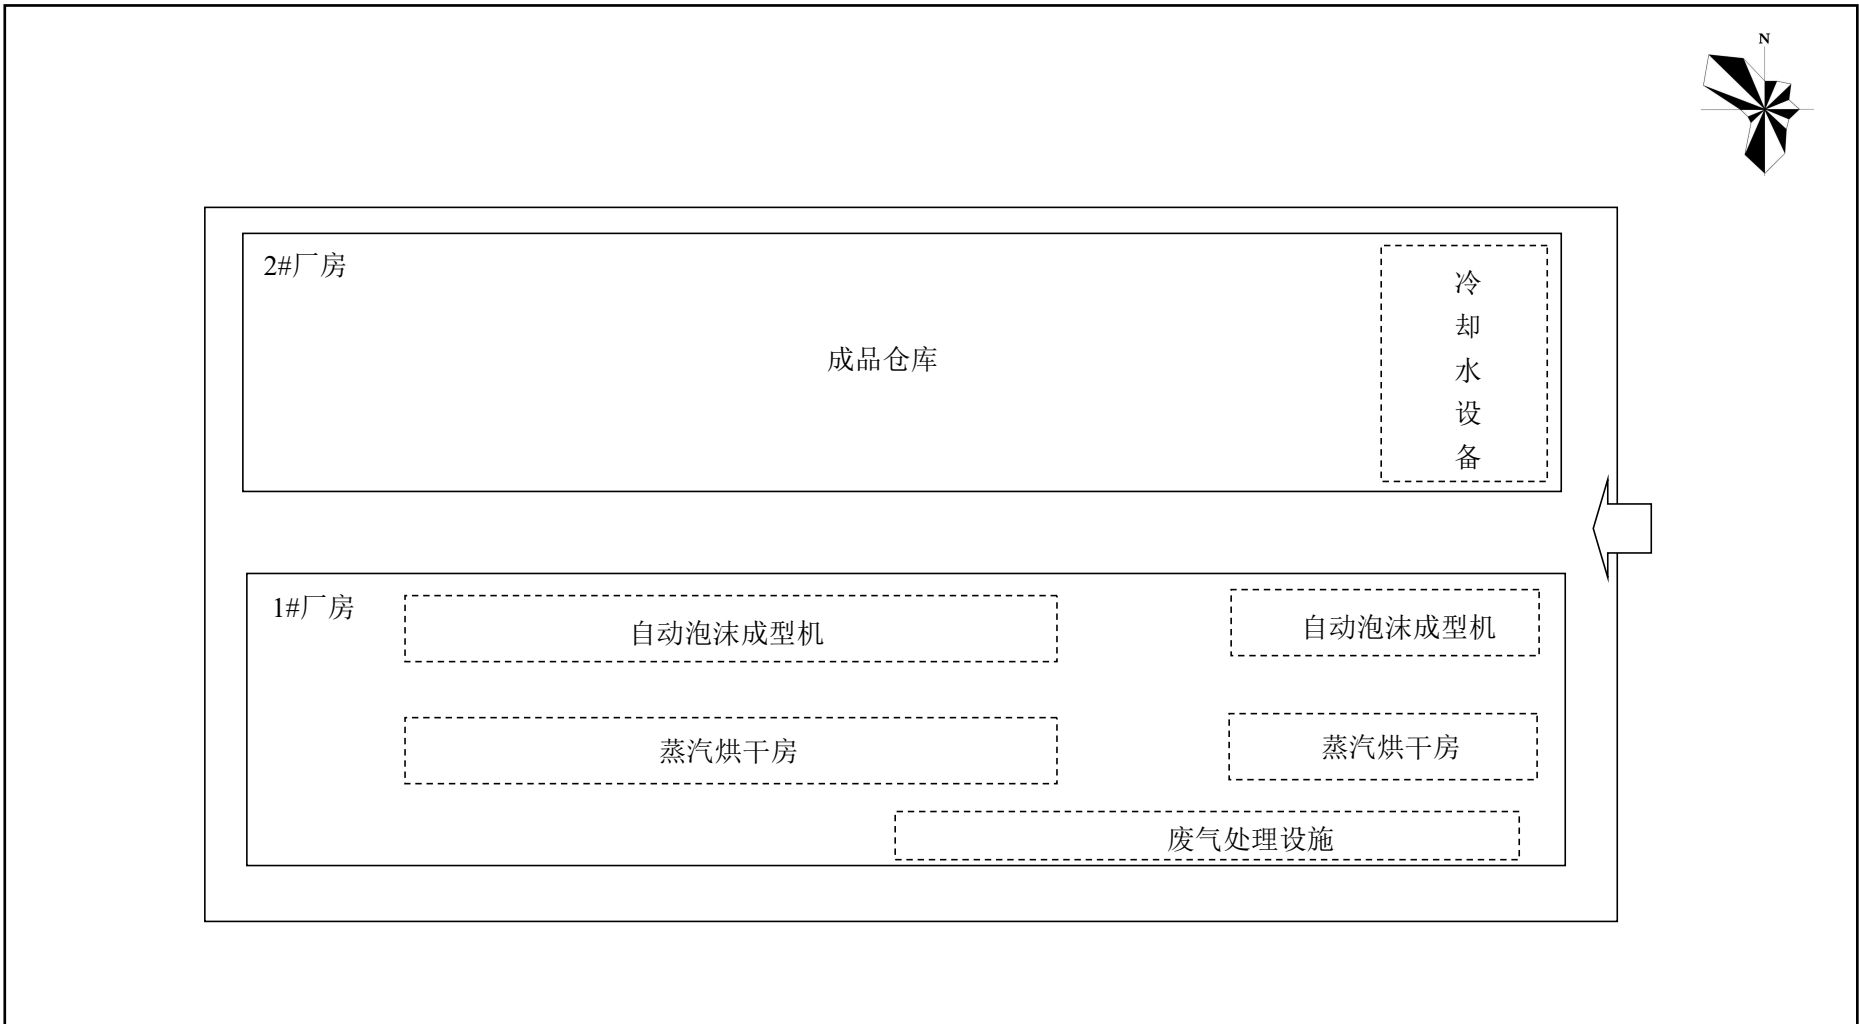 N
2#厂房
成品仓库
冷
却
水
设
备
1#厂房
自动泡沫成型机
自动泡沫成型机
蒸汽烘干房
蒸汽烘干房
废气处理设施